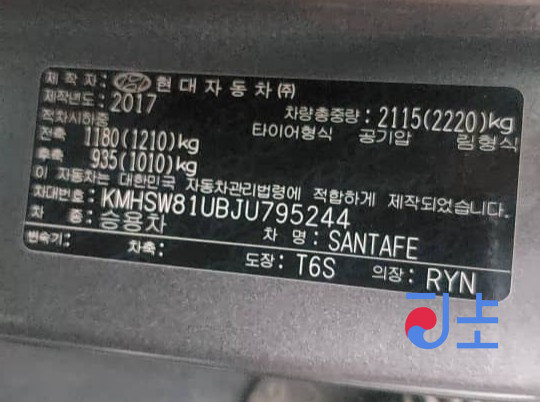 제작자: HYUNDAI 현대자동차(주)
제작년도: 2017 차량총중량: 2115(2220)kg
적차시하중 타이어형식 공기압 림형식
전축 1180(1210)kg
후축 935(1010)kg
이 자동차는 대한민국 자동차관리법령에 적합하게 제작되었습니다.
차대번호: KMHSW81UBJU795244
차 종: 승용차 차 명: SANTAFE
변속기: 차축: 도장: T6S 의장: RYN